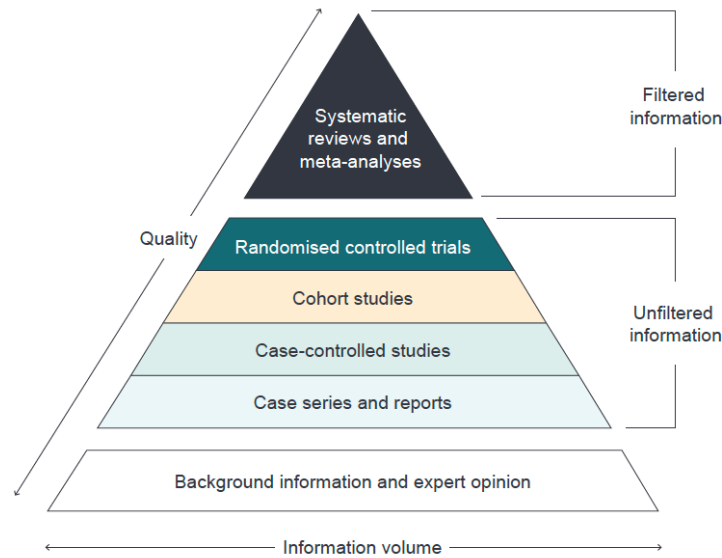 Systematic
reviews and
meta-analyses
Filtered
information
Quality
Randomised controlled trials
Cohort studies
Case-controlled studies
Case series and reports
Unfiltered
information
Background information and expert opinion
Information volume